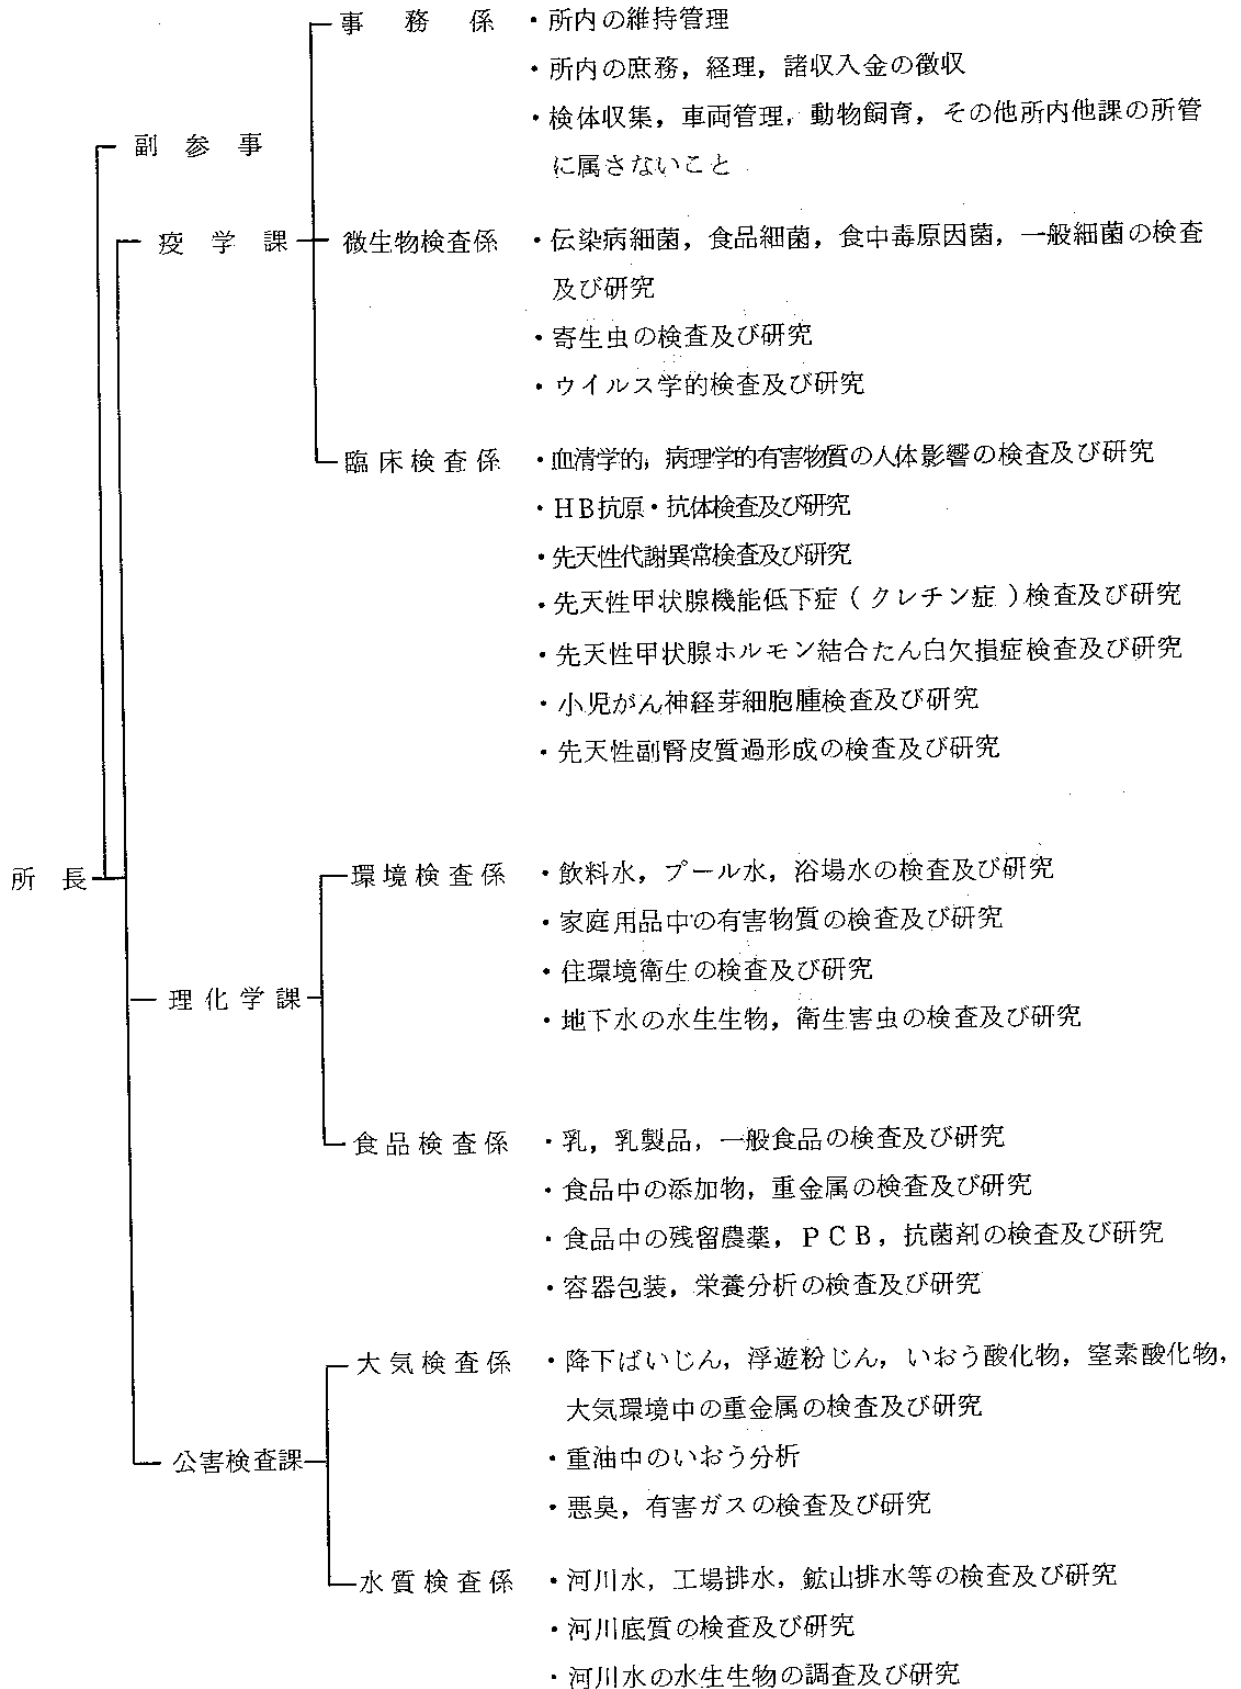 事務係 ・所内の維持管理
・所内の庶務，経理，諸収入金の徴収
・検体収集，車両管理，動物飼育，その他所内他課の所管
副参事
に属さないこと
疫学課 微生物検査係 ・伝染病細菌，食品細菌，食中毒原因菌，一般細菌の検査
及び研究
・寄生虫の検査及び研究
・ウイルス学的検査及び研究
臨床検査係 ・血清学的，病理学的有害物質の人体影響の検査及び研究
・HB抗原・抗体検査及び研究
・先天性代謝異常検査及び研究
・先天性甲状腺機能低下症（クレチン症）検査及び研究
・先天性甲状腺ホルモン結合たん白欠損症検査及び研究
・小児がん神経芽細胞腫検査及び研究
・先天性副腎皮質過形成の検査及び研究
所長 環境検査係 ・飲料水，プール水，浴場水の検査及び研究
・家庭用品中の有害物質の検査及び研究
・住環境衛生の検査及び研究
理化学課
・地下水の水生生物，衛生害虫の検査及び研究
食品検査係 ・乳，乳製品，一般食品の検査及び研究
・食品中の添加物，重金属の検査及び研究
・食品中の残留農薬，PCB，抗菌剤の検査及び研究
・容器包装，栄養分析の検査及び研究
大気検査係 ・降下ばいじん，浮遊粉じん，いおう酸化物，窒素酸化物，
大気環境中の重金属の検査及び研究
公害検査課 ・重油中のいおう分析
・悪臭，有害ガスの検査及び研究
水質検査係 ・河川水，工場排水，鉱山排水等の検査及び研究
・河川底質の検査及び研究
・河川水の水生生物の調査及び研究